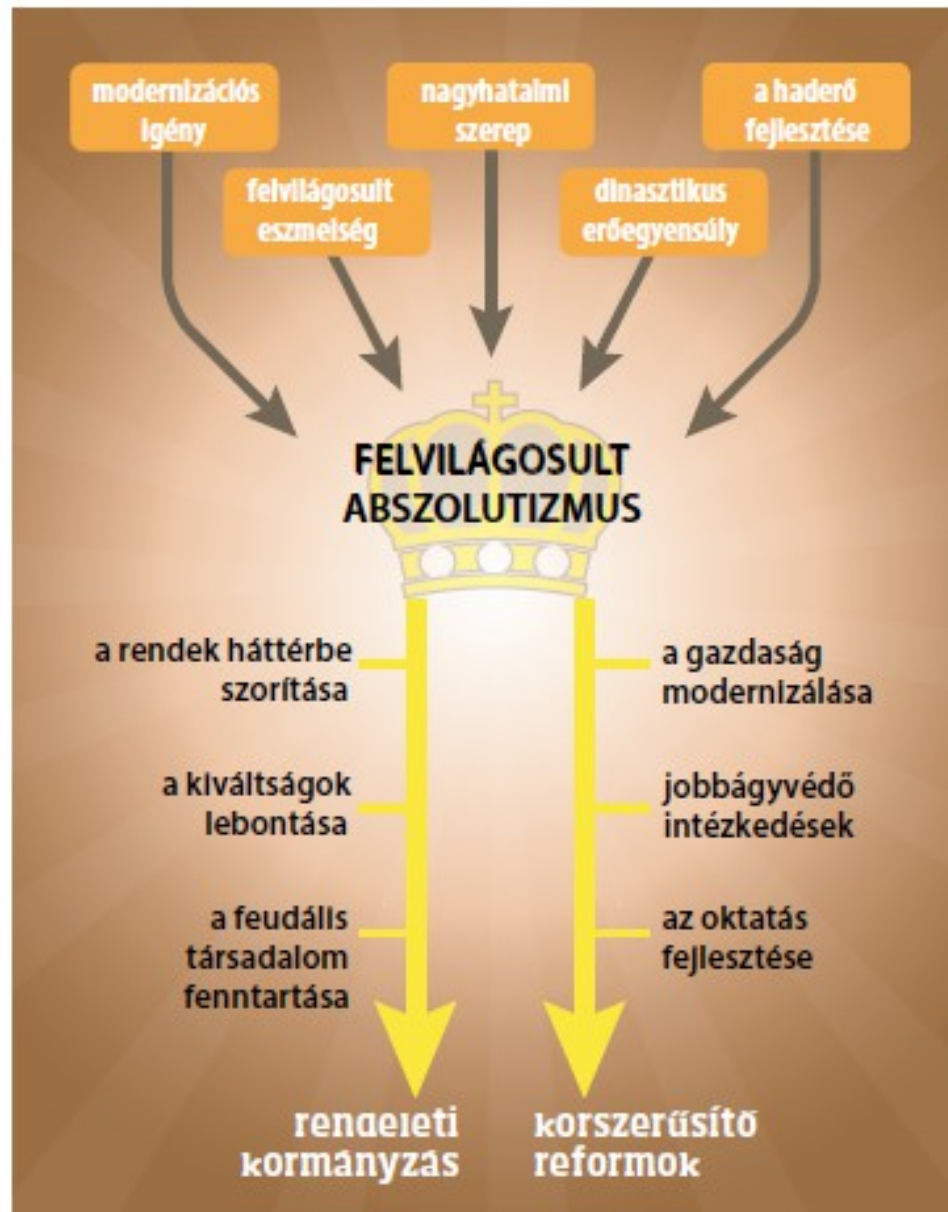 modernizációs
igény
nagyhatalmi
szerep
a haderő
fejlesztése
felvilágosult
eszmeiség
dinasztikus
erőegyensúly
FELVILÁGOSULT
ABSZOLUTIZMUS
a rendek háttérbe
szorítása
a kiváltságok
lebontása
a feudális
társadalom
fenntartása
rendeleti
kormányzás
a gazdaság
modernizálása
jobbágyvédő
intézkedések
az oktatás
fejlesztése
korszerűsítő
reformok